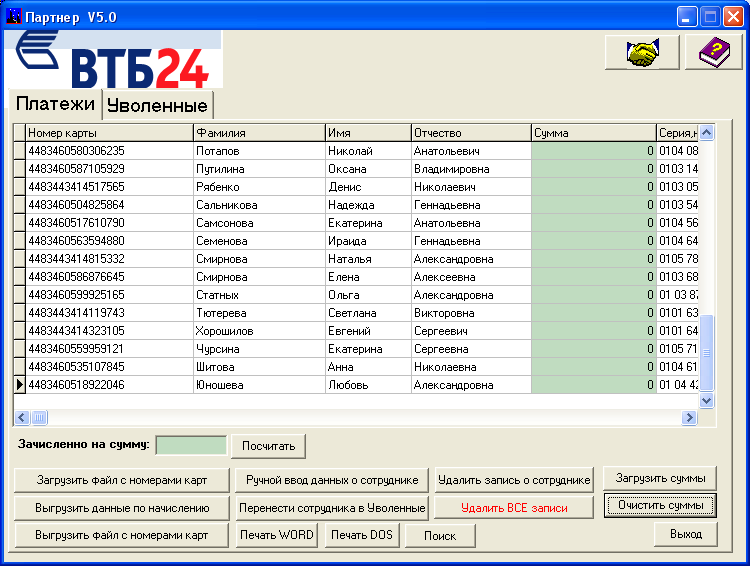 Партнер V5.0
ВТБ24
Платежи Уволенные
Номер карты Фамилия Имя Отчество Сумма Серия,н
4483460580306235 Потапов Николай Анатольевич 0 0104 08
4483460587105929 Путилина Оксана Владимировна 0 0103 14
4483443414517565 Рябенко Денис Николаевич 0 0103 05
4483460504825864 Сальникова Надежда Геннадьевна 0 0103 54
4483460517610790 Самсонова Екатерина Анатольевна 0 0104 56
4483460563594880 Семенова Ираида Геннадьевна 0 0104 64
4483443414815332 Смирнова Наталья Александровна 0 0105 78
4483460586876645 Смирнова Елена Алексеевна 0 0103 68
4483460599925165 Статных Ольга Александровна 0 01 03 87
4483443414119743 Тютерева Светлана Викторовна 0 0101 63
4483443414323105 Хорошилов Евгений Сергеевич 0 0101 64
4483460559959121 Чурсина Екатерина Сергеевна 0 0105 71
4483460535107845 Шитова Анна Николаевна 0 0104 61
4483460518922046 Юношева Любовь Александровна 0 01 04 42
Зачисленно на сумму: Посчитать
Загрузить файл с номерами карт Ручной ввод данных о сотруднике Удалить запись о сотруднике Загрузить суммы
Выгрузить данные по начислению Перенести сотрудника в Уволенные Удалить ВСЕ записи Очистить суммы
Выгрузить файл с номерами карт Печать WORD Печать DOS Поиск Выход